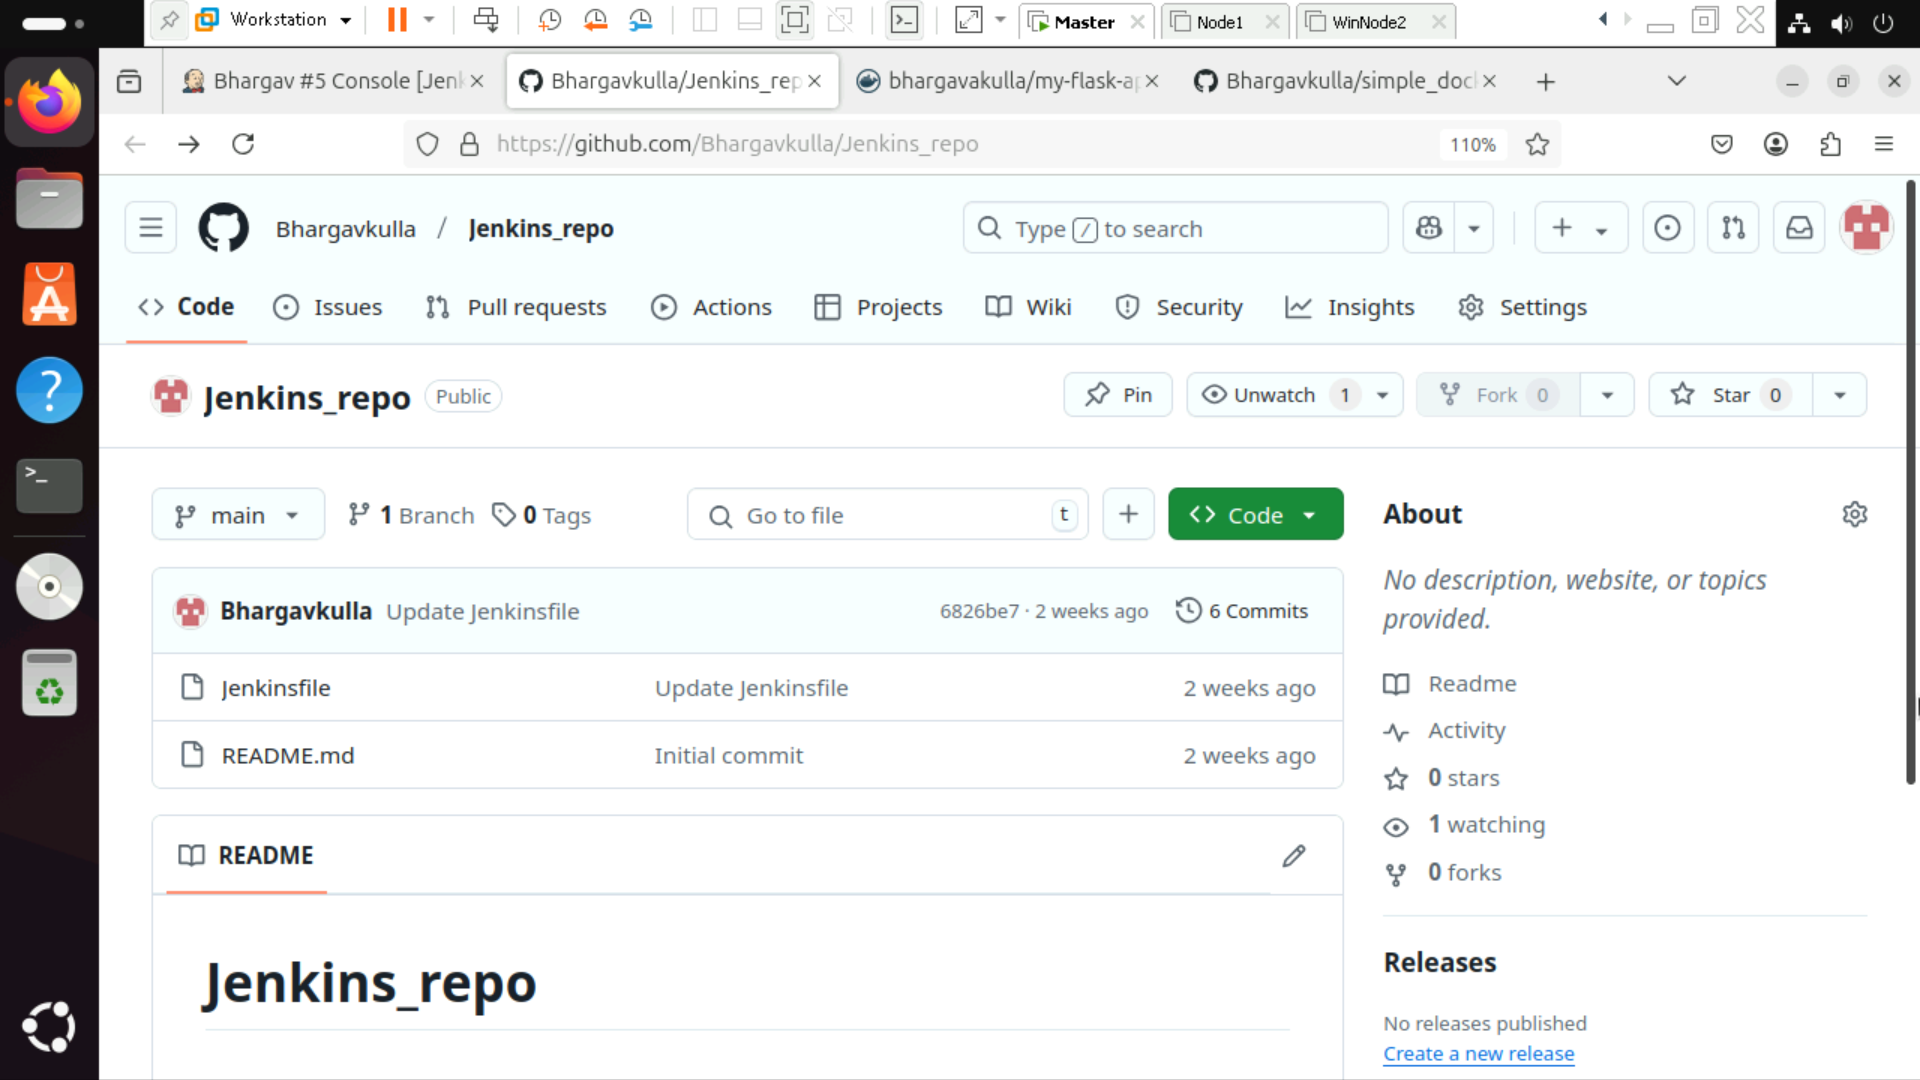 Workstation
Master
Node1
WinNode2
Bhargav #5 Console [Jenk
Bhargavkulla/Jenkins_rep
bhargavakulla/my-flask-ap
Bhargavkulla/simple_dock
https://github.com/Bhargavkulla/Jenkins_repo
110%
Bhargavkulla / Jenkins_repo
Type / to search
Code
Issues
Pull requests
Actions
Projects
Wiki
Security
Insights
Settings
Jenkins_repo
Public
Pin
Unwatch 1
Fork 0
Star 0
main
1 Branch
0 Tags
Go to file
t
Code
Bhargavkulla Update Jenkinsfile
6826be7 · 2 weeks ago
6 Commits
Jenkinsfile
Update Jenkinsfile
2 weeks ago
README.md
Initial commit
2 weeks ago
README
Jenkins_repo
About
No description, website, or topics
provided.
Readme
Activity
0 stars
1 watching
0 forks
Releases
No releases published
Create a new release